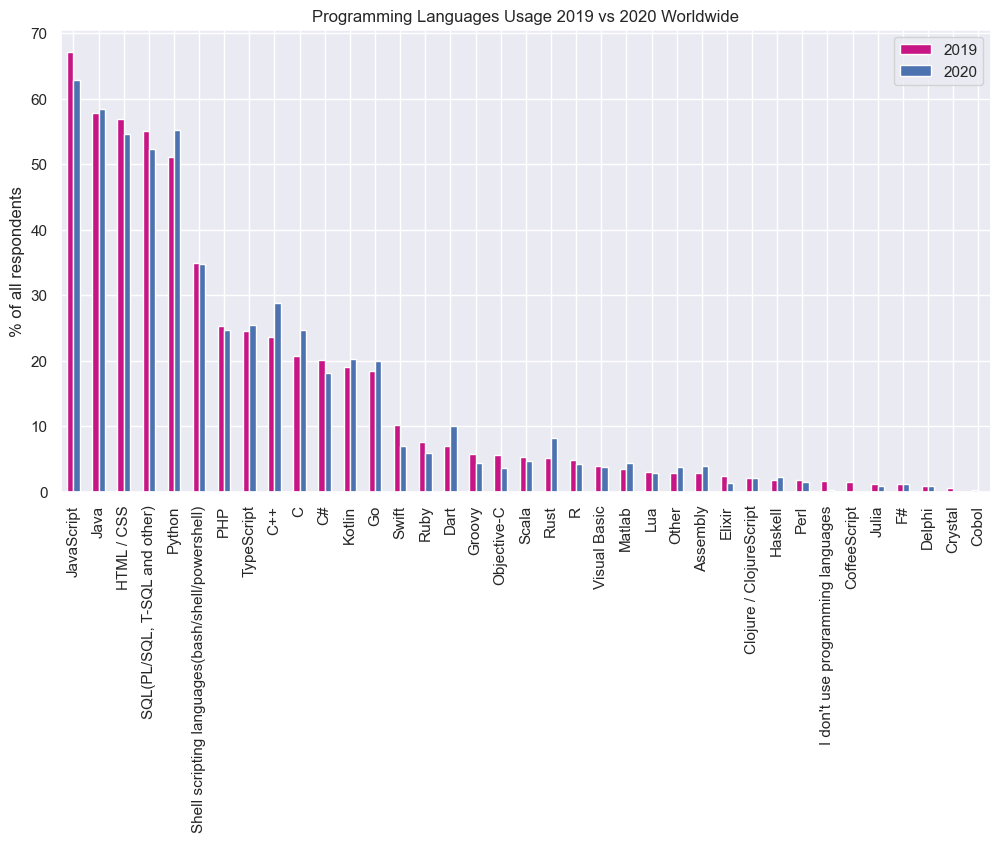 Programming Languages Usage 2019 vs 2020 Worldwide
2019
2020
% of all respondents
70
60
50
40
30
20
10
0
JavaScript
Java
HTML / CSS
SQL(PL/SQL, T-SQL and other)
Python
Shell scripting languages(bash/shell/powershell)
PHP
TypeScript
C++
C
C#
Kotlin
Go
Swift
Ruby
Dart
Groovy
Objective-C
Scala
Rust
R
Visual Basic
Matlab
Lua
Other
Assembly
Elixir
Clojure / ClojureScript
Haskell
Perl
I don't use programming languages
CoffeeScript
Julia
F#
Delphi
Crystal
Cobol